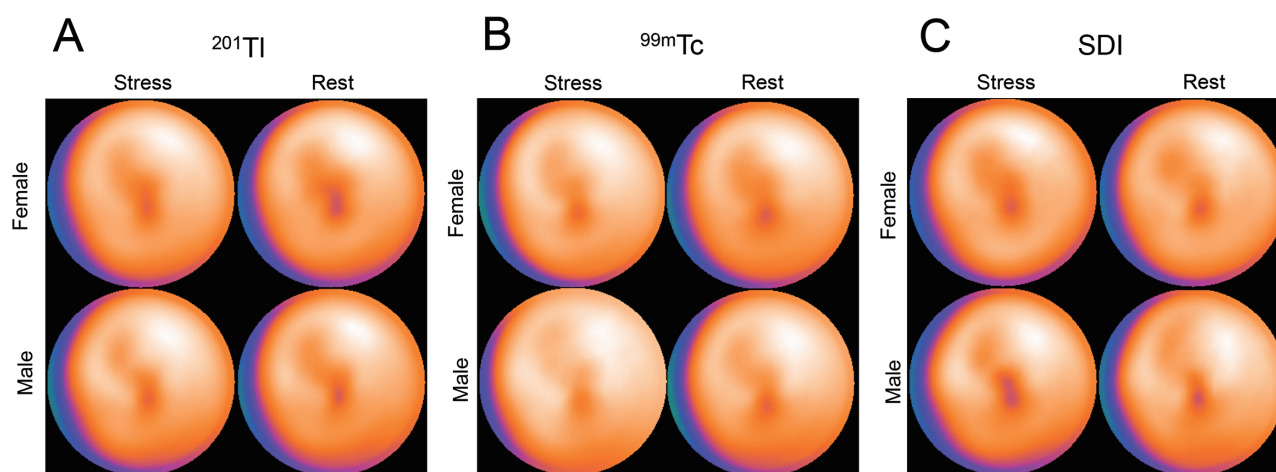 A
²⁰¹Tl
Stress
Rest
Female
Male
B
⁹⁹ᵐTc
Stress
Rest
Female
Male
C
SDI
Stress
Rest
Female
Male